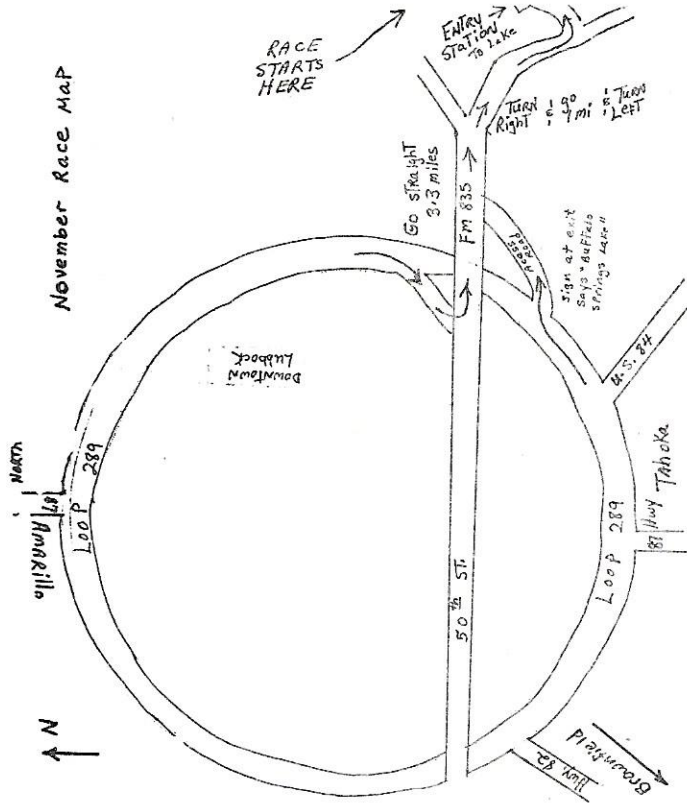 November Race Map
RACE
STARTS
HERE
ENTRY
STATION
TO LAKE
N
Amarillo
87
NORTH
LOOP 289
DOWNTOWN
Lubbock
Go STRaight
3.3 miles
FM 835
TURN & go & TURN
Right & 1 mi & Left
Access
Road
sign at exit
says "Buffalo
Springs Lake"
50th ST.
U.S. 84
LOOP 289
87 Hwy Tahoka
Hwy. 82
Brownfield